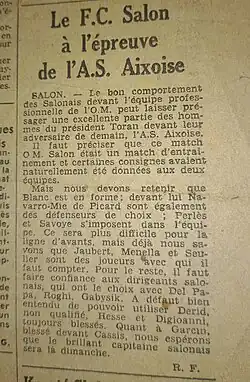 Le F.C. Salon
à l'épreuve
de l'A.S. Aixoise
SALON. — Le bon comportement
des Salonais devant l'équipe profes-
sionnelle de l'O.M. peut laisser pré-
sager une excellente partie des hom-
mes du président Toran devant leur
adversaire de demain, l'A.S. Aixoise.
Il faut préciser que ce match
O.M. Salon était un match d'entraî-
nement et certaines consignes avaient
naturellement été données aux deux
équipes.
Mais nous devons retenir que
Blanc est en forme ; devant lui Na-
varro-Mie de Picard sont également
des défenseurs de choix ; Perlès
et Savoye s'imposent dans l'équi-
pe. Ce sera plus difficile pour la
ligne d'avants, mais déjà nous sa-
vons que Jaubert, Menella et Seu-
lier sont des joueurs avec qui il
faut compter. Pour le reste, il faut
faire confiance aux dirigeants salo-
nais, qui ont le choix avec Del Pa-
pa, Roghi, Gabysik. A défaut bien
entendu de pouvoir utiliser Derid,
non qualifié, Hesse et Digioanni,
toujours blessés. Quant à Garcin,
blessé devant Cassis, nous espérons
que le brillant capitaine salonais
sera là dimanche.
R. F.